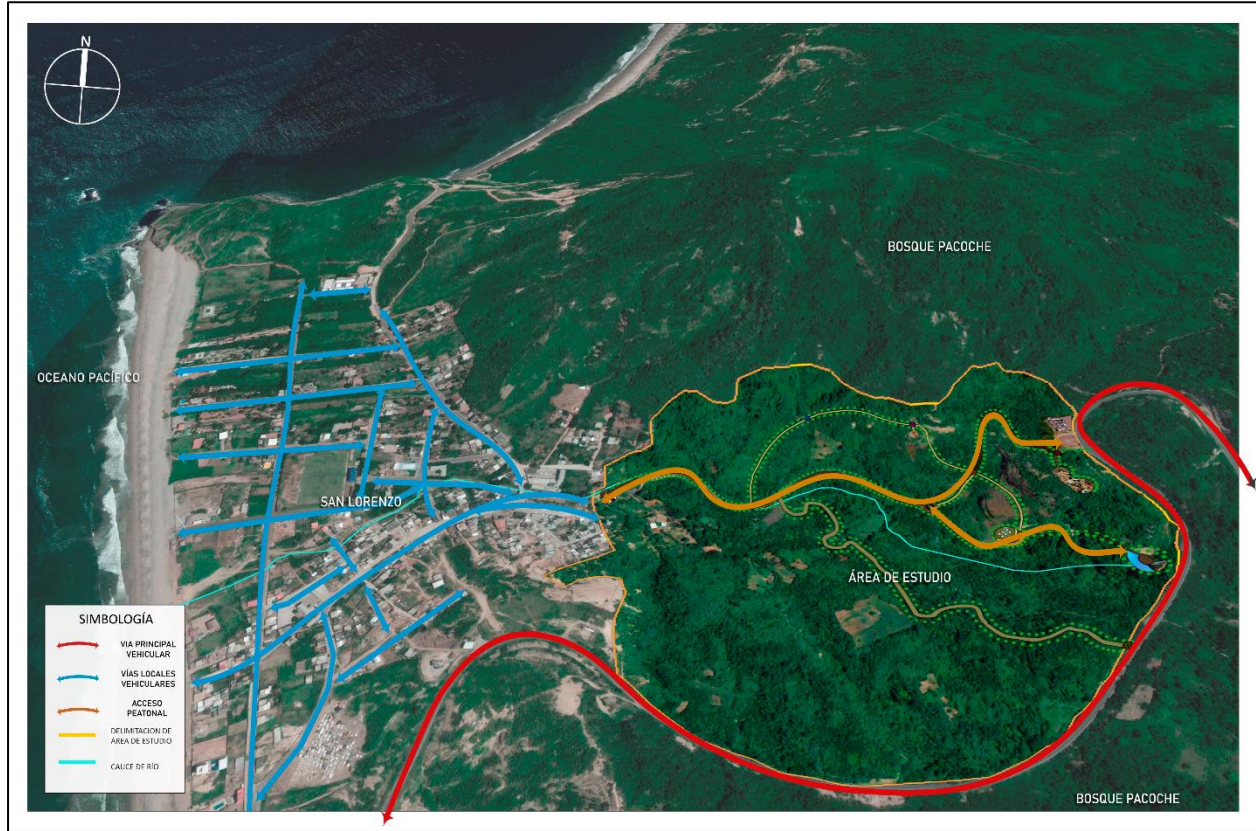 N
BOSQUE PACOCHE
OCEANO PACÍFICO
SAN LORENZO
ÁREA DE ESTUDIO
SIMBOLOGÍA
VIA PRINCIPAL
VEHICULAR
VÍAS LOCALES
VEHICULARES
ACCESO
PEATONAL
DELIMITACION DE
ÁREA DE ESTUDIO
CAUCE DE RÍO
BOSQUE PACOCHE